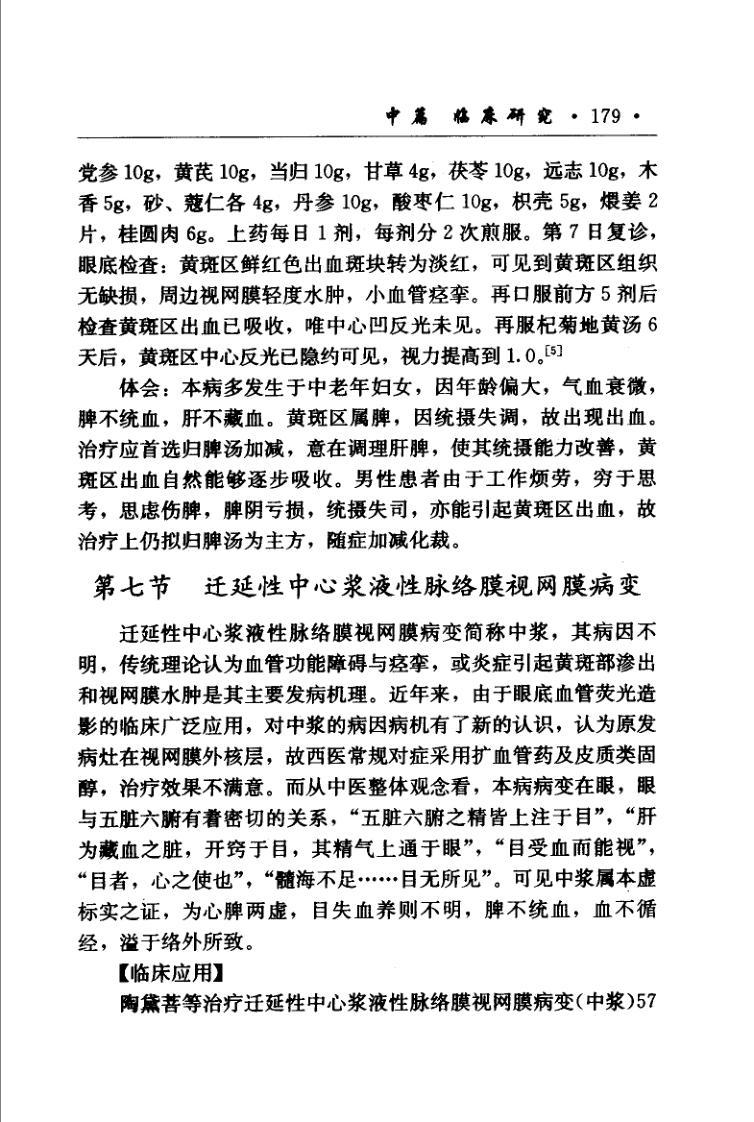 中篇 临床研究 · 179 ·
党参 10g，黄芪 10g，当归 10g，甘草 4g，茯苓 10g，远志 10g，木
香 5g，砂、蔻仁各 4g，丹参 10g，酸枣仁 10g，枳壳 5g，煨姜 2
片，桂圆肉 6g。上药每日 1 剂，每剂分 2 次煎服。第 7 日复诊，
眼底检查：黄斑区鲜红色出血斑块转为淡红，可见到黄斑区组织
无缺损，周边视网膜轻度水肿，小血管痉挛。再口服前方 5 剂后
检查黄斑区出血已吸收，唯中心凹反光未见。再服杞菊地黄汤 6
天后，黄斑区中心反光已隐约可见，视力提高到 1.0。[5]
体会：本病多发生于中老年妇女，因年龄偏大，气血衰微，
脾不统血，肝不藏血。黄斑区属脾，因统摄失调，故出现出血。
治疗应首选归脾汤加减，意在调理肝脾，使其统摄能力改善，黄
斑区出血自然能够逐步吸收。男性患者由于工作烦劳，穷于思
考，思虑伤脾，脾阴亏损，统摄失司，亦能引起黄斑区出血，故
治疗上仍拟归脾汤为主方，随症加减化裁。
第七节 迁延性中心浆液性脉络膜视网膜病变
迁延性中心浆液性脉络膜视网膜病变简称中浆，其病因不
明，传统理论认为血管功能障碍与痉挛，或炎症引起黄斑部渗出
和视网膜水肿是其主要发病机理。近年来，由于眼底血管荧光造
影的临床广泛应用，对中浆的病因病机有了新的认识，认为原发
病灶在视网膜外核层，故西医常规对症采用扩血管药及皮质类固
醇，治疗效果不满意。而从中医整体观念看，本病病变在眼，眼
与五脏六腑有着密切的关系，“五脏六腑之精皆上注于目”，“肝
为藏血之脏，开窍于目，其精气上通于眼”，“目受血而能视”，
“目者，心之使也”，“髓海不足……目无所见”。可见中浆属本虚
标实之证，为心脾两虚，目失血养则不明，脾不统血，血不循
经，溢于络外所致。
【临床应用】
陶黛菩等治疗迁延性中心浆液性脉络膜视网膜病变(中浆)57